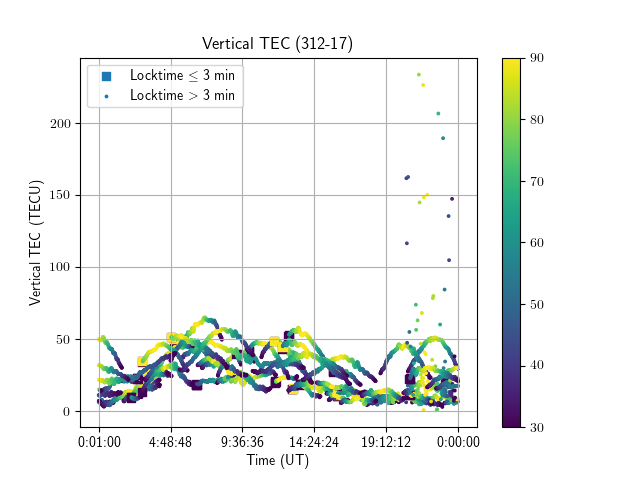 Vertical TEC (312-17)
Locktime ≤ 3 min
Locktime > 3 min
Vertical TEC (TECU)
200
150
100
50
0
0:01:00 4:48:48 9:36:36 14:24:24 19:12:12 0:00:00
Time (UT)
90
80
70
60
50
40
30